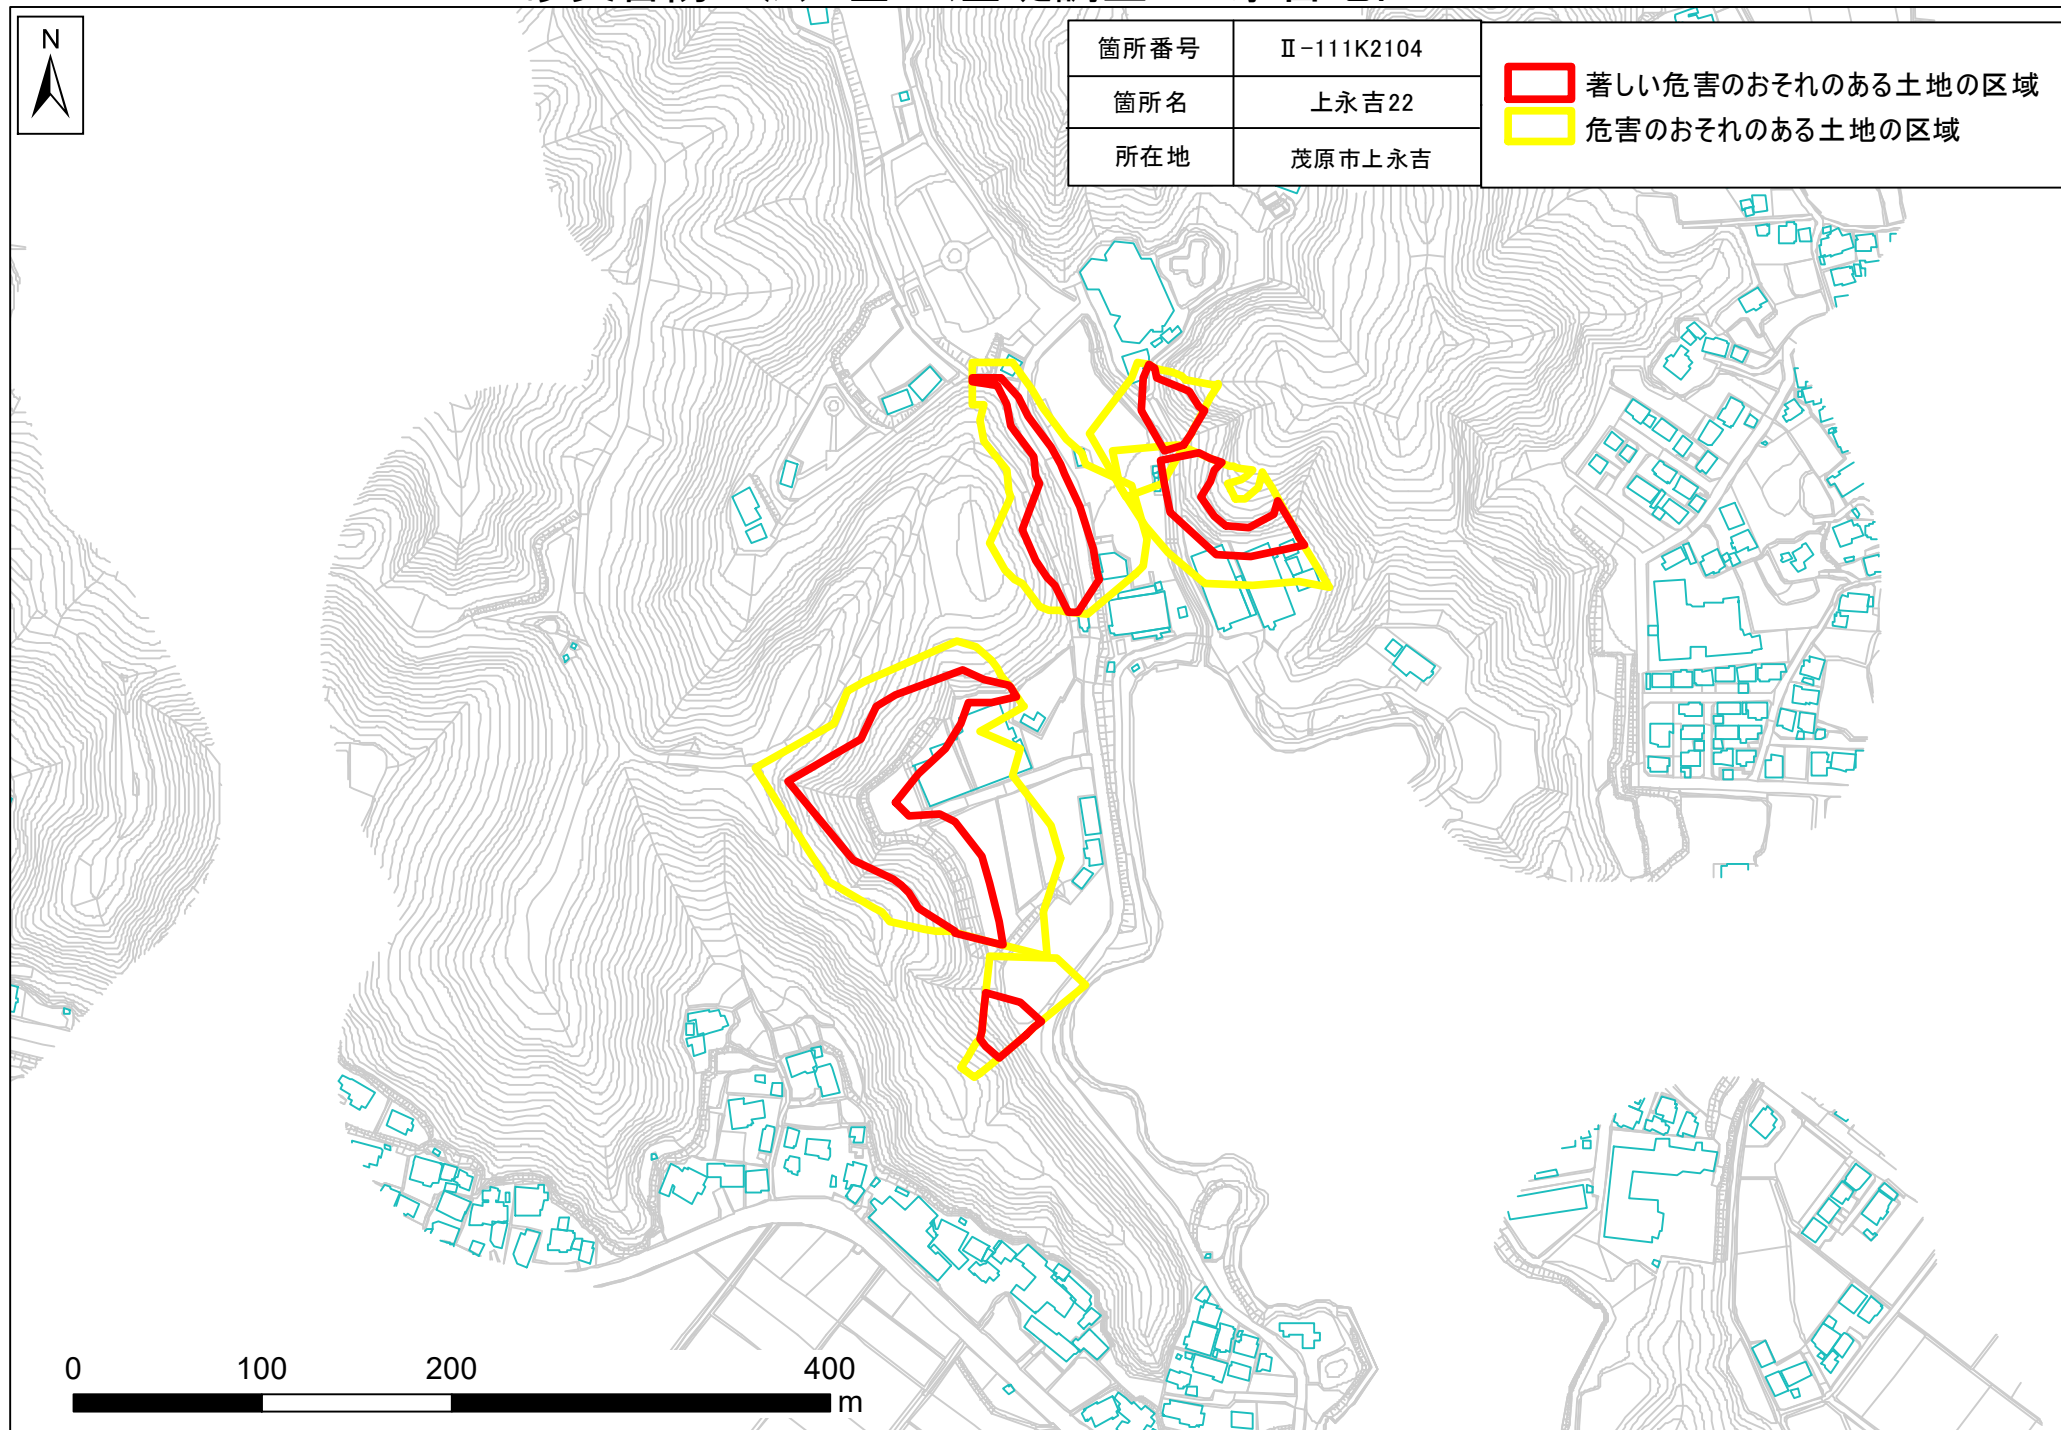 N
箇所番号 Ⅱ-111K2104
箇所名 上永吉22
所在地 茂原市上永吉
著しい危害のおそれのある土地の区域
危害のおそれのある土地の区域
0 100 200 400
m